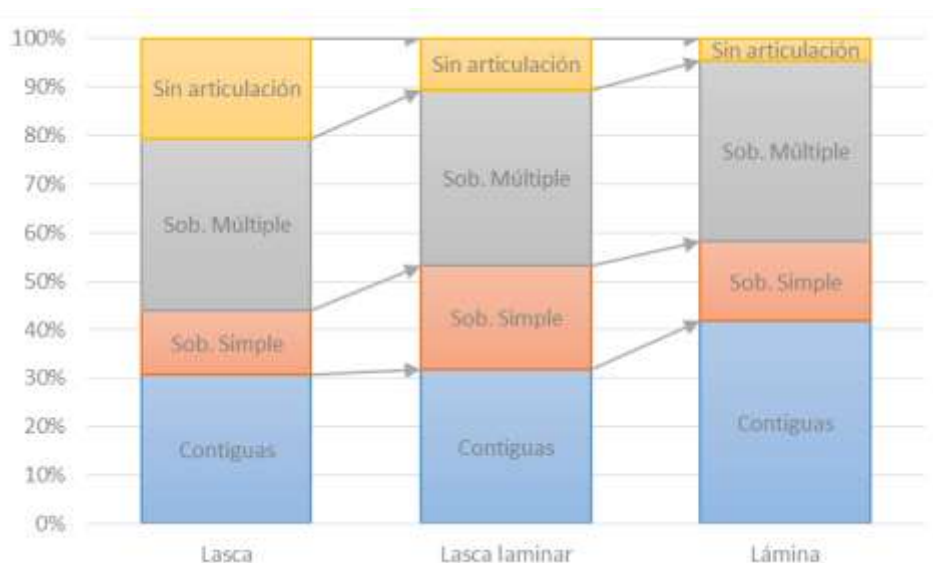 100%
90%
80%
70%
60%
50%
40%
30%
20%
10%
0%
Sin articulación
Sob. Múltiple
Sob. Simple
Contiguas
Sin articulación
Sob. Múltiple
Sob. Simple
Contiguas
Sin articulación
Sob. Múltiple
Sob. Simple
Contiguas
Lasca
Lasca laminar
Lámina